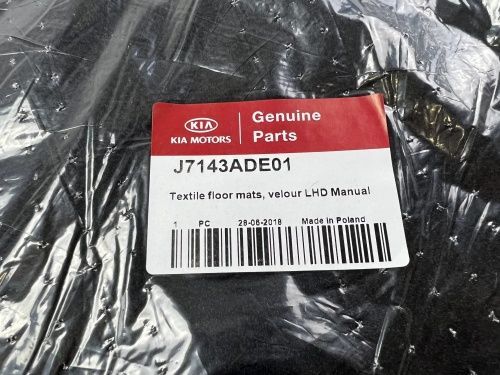 KIA
KIA MOTORS
Genuine
Parts
J7143ADE01
Textile floor mats, velour LHD Manual
1 PC 28-06-2018 Made in Poland